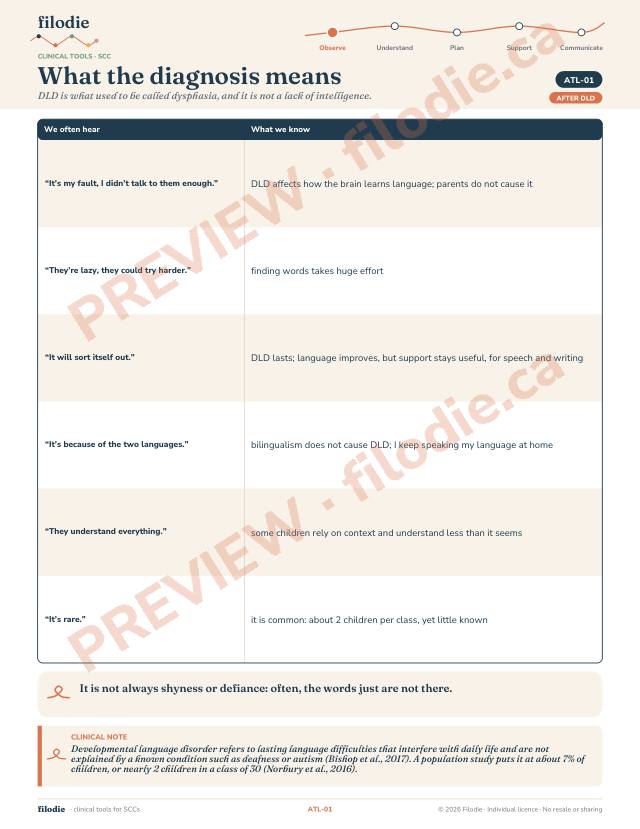 filodie
CLINICAL TOOLS · SCC
Observe Understand Plan Support Communicate
What the diagnosis means
DLD is what used to be called dysphasia, and it is not a lack of intelligence.
ATL-01
AFTER DLD
We often hear What we know
“It’s my fault, I didn’t talk to them enough.” DLD affects how the brain learns language; parents do not cause it
“They’re lazy, they could try harder.” finding words takes huge effort
“It will sort itself out.” DLD lasts; language improves, but support stays useful, for speech and writing
“It’s because of the two languages.” bilingualism does not cause DLD; I keep speaking my language at home
“They understand everything.” some children rely on context and understand less than it seems
“It’s rare.” it is common: about 2 children per class, yet little known
PREVIEW · filodie.ca
PREVIEW · filodie.ca
It is not always shyness or defiance: often, the words just are not there.
CLINICAL NOTE
Developmental language disorder refers to lasting language difficulties that interfere with daily life and are not
explained by a known condition such as deafness or autism (Bishop et al., 2017). A population study puts it at about 7% of
children, or nearly 2 children in a class of 30 (Norbury et al., 2016).
filodie · clinical tools for SCCs ATL-01 © 2026 Filodie · Individual licence · No resale or sharing